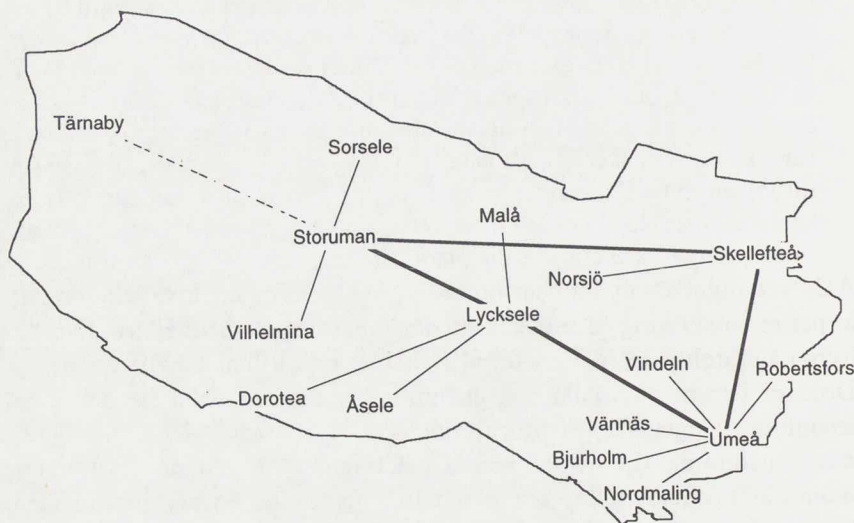 Tärnaby
Sorsele
Malå
Storuman
Skellefteå
Norsjö
Lycksele
Vilhelmina
Vindeln
Robertsfors
Dorotea
Åsele
Vännäs
Umeå
Bjurholm
Nordmaling